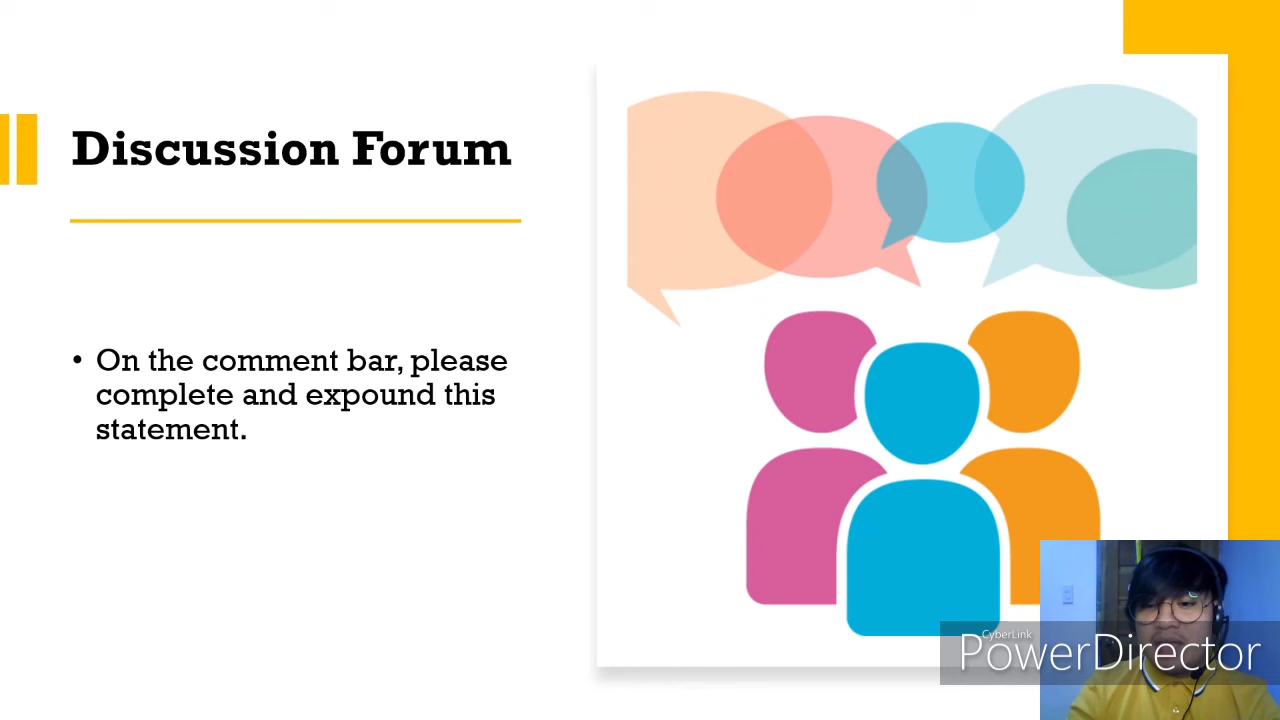 Discussion Forum
• On the comment bar, please
complete and expound this
statement.
CyberLink
PowerDirector